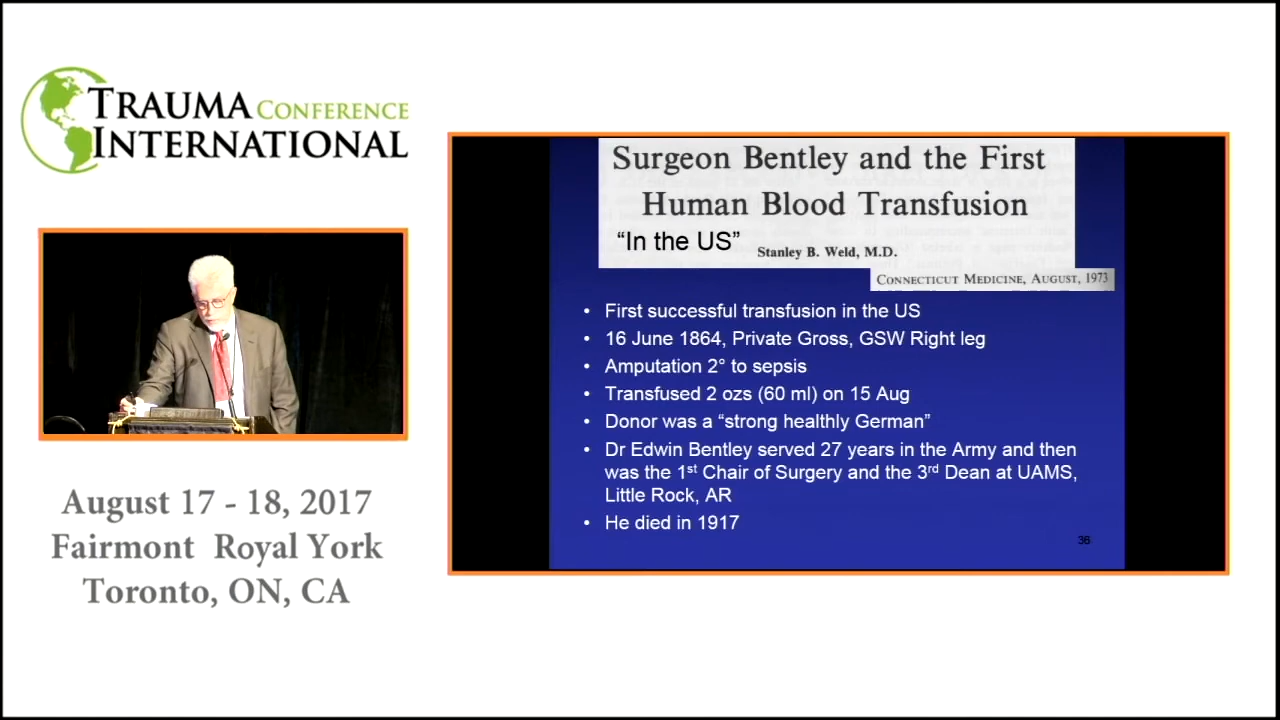 TRAUMA CONFERENCE
INTERNATIONAL
August 17 - 18, 2017
Fairmont Royal York
Toronto, ON, CA
Surgeon Bentley and the First
Human Blood Transfusion
“In the US”
Stanley B. Weld, M.D.
CONNECTICUT MEDICINE, AUGUST, 1973
• First successful transfusion in the US
• 16 June 1864, Private Gross, GSW Right leg
• Amputation 2° to sepsis
• Transfused 2 ozs (60 ml) on 15 Aug
• Donor was a “strong healthly German”
• Dr Edwin Bentley served 27 years in the Army and then
was the 1st Chair of Surgery and the 3rd Dean at UAMS,
Little Rock, AR
• He died in 1917
36